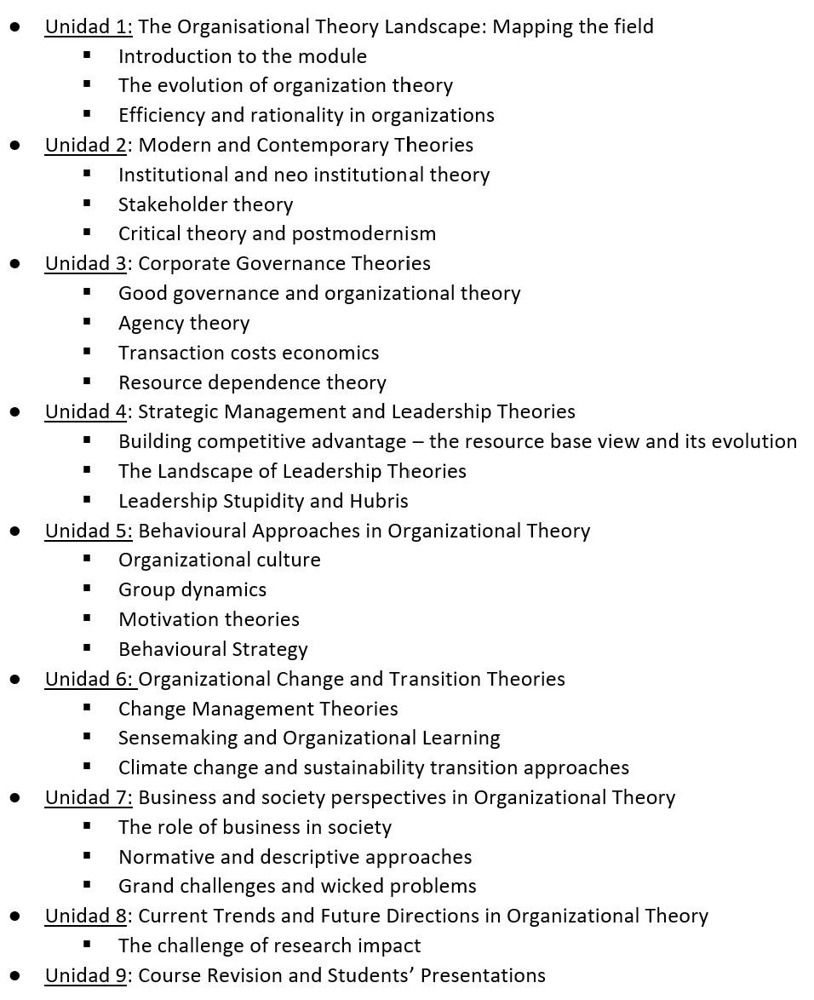 ● Unidad 1: The Organisational Theory Landscape: Mapping the field
▪ Introduction to the module
▪ The evolution of organization theory
▪ Efficiency and rationality in organizations
● Unidad 2: Modern and Contemporary Theories
▪ Institutional and neo institutional theory
▪ Stakeholder theory
▪ Critical theory and postmodernism
● Unidad 3: Corporate Governance Theories
▪ Good governance and organizational theory
▪ Agency theory
▪ Transaction costs economics
▪ Resource dependence theory
● Unidad 4: Strategic Management and Leadership Theories
▪ Building competitive advantage – the resource base view and its evolution
▪ The Landscape of Leadership Theories
▪ Leadership Stupidity and Hubris
● Unidad 5: Behavioural Approaches in Organizational Theory
▪ Organizational culture
▪ Group dynamics
▪ Motivation theories
▪ Behavioural Strategy
● Unidad 6: Organizational Change and Transition Theories
▪ Change Management Theories
▪ Sensemaking and Organizational Learning
▪ Climate change and sustainability transition approaches
● Unidad 7: Business and society perspectives in Organizational Theory
▪ The role of business in society
▪ Normative and descriptive approaches
▪ Grand challenges and wicked problems
● Unidad 8: Current Trends and Future Directions in Organizational Theory
▪ The challenge of research impact
● Unidad 9: Course Revision and Students’ Presentations